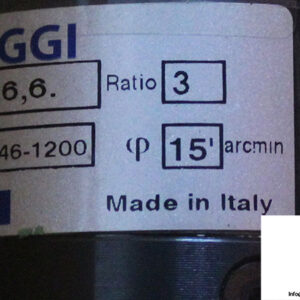 GGI
6,6. Ratio 3
46-1200 φ 15' arcmin
Made in Italy